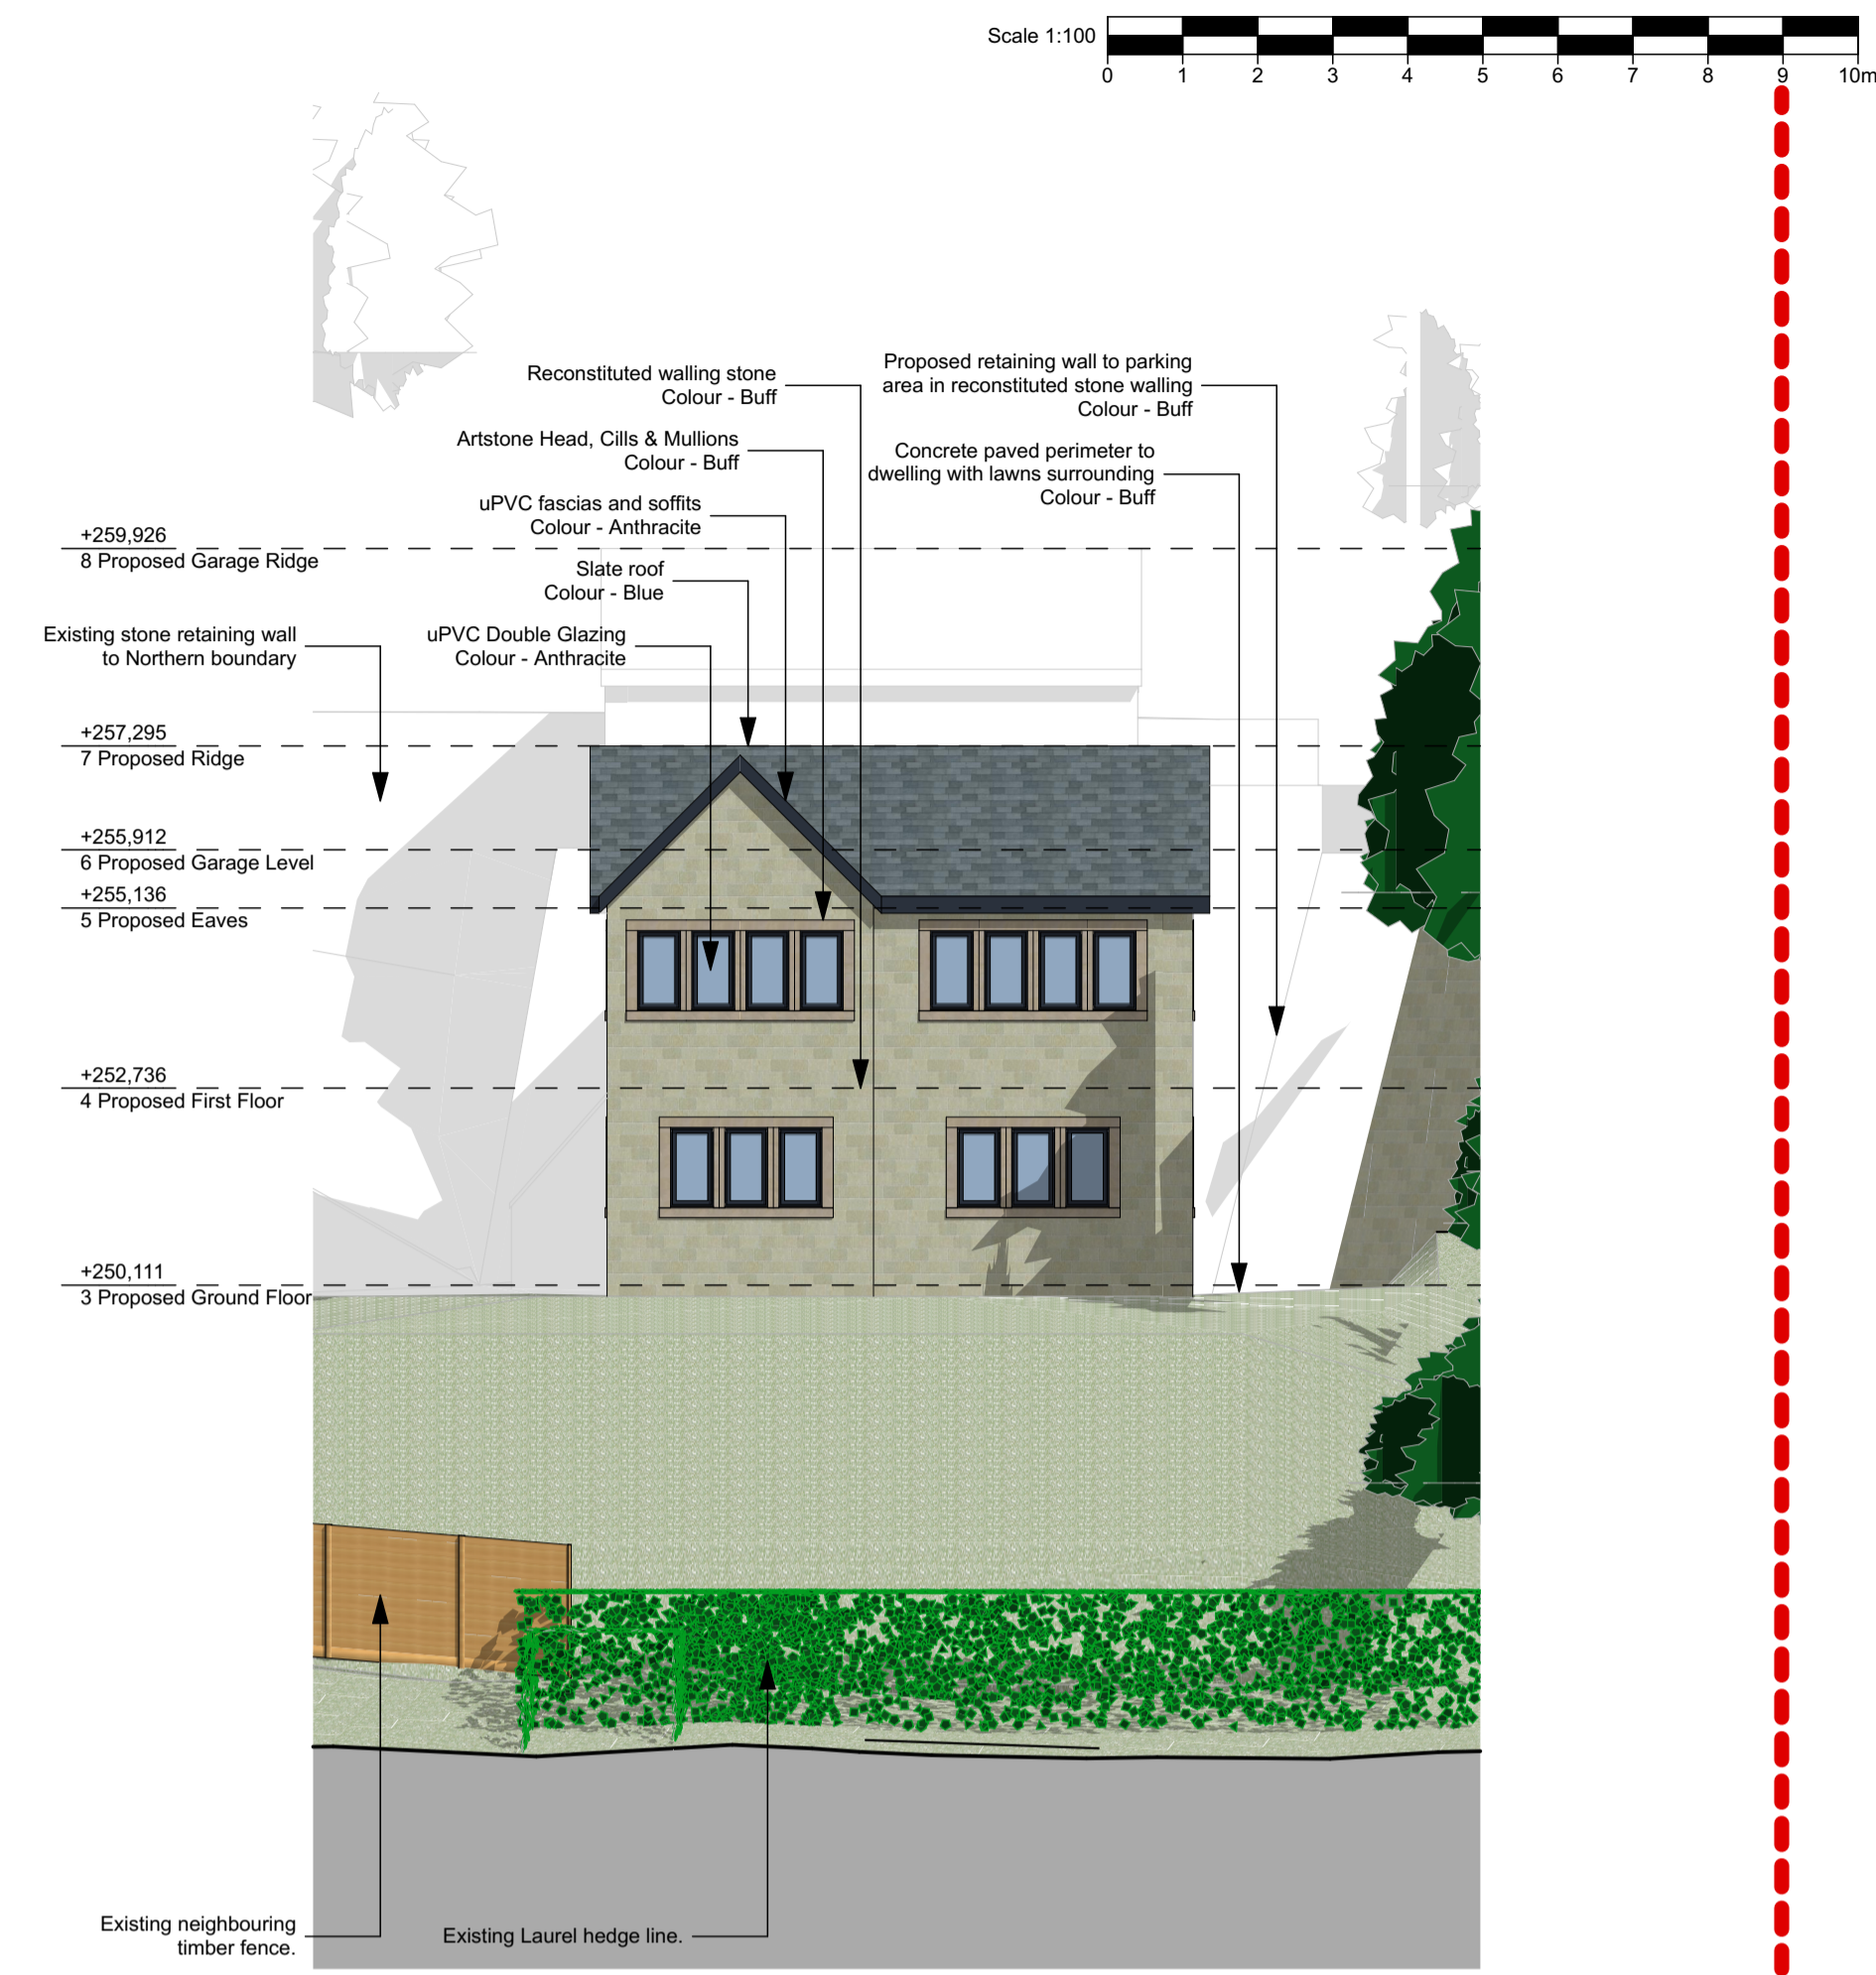 Scale 1:100
0 1 2 3 4 5 6 7 8 9 10m
Reconstituted walling stone
Colour - Buff
Proposed retaining wall to parking
area in reconstituted stone walling
Colour - Buff
Artstone Head, Cills & Mullions
Colour - Buff
Concrete paved perimeter to
dwelling with lawns surrounding
Colour - Buff
uPVC fascias and soffits
Colour - Anthracite
+259,926
8 Proposed Garage Ridge
Slate roof
Colour - Blue
Existing stone retaining wall
to Northern boundary
uPVC Double Glazing
Colour - Anthracite
+257,295
7 Proposed Ridge
+255,912
6 Proposed Garage Level
+255,136
5 Proposed Eaves
+252,736
4 Proposed First Floor
+250,111
3 Proposed Ground Floor
Existing neighbouring
timber fence.
Existing Laurel hedge line.